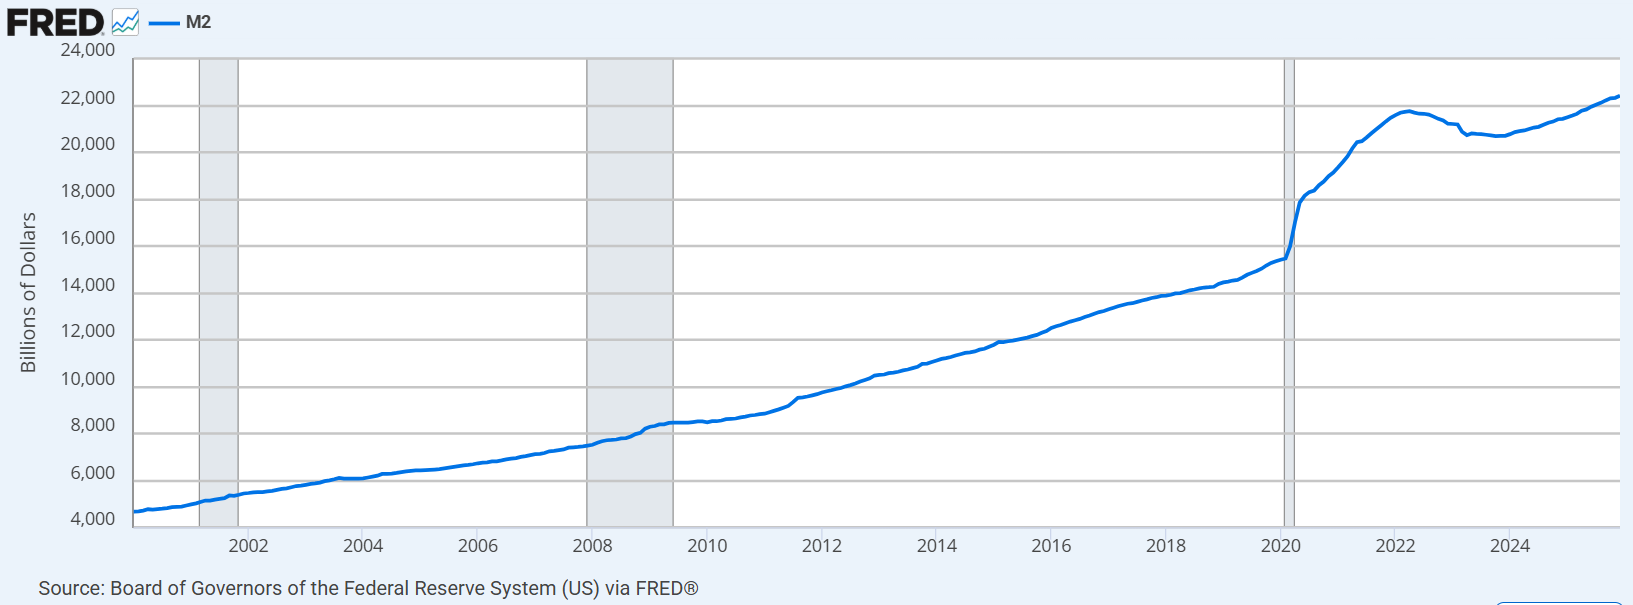 FRED M2
24,000
22,000
20,000
18,000
16,000
14,000
12,000
10,000
8,000
6,000
4,000
Billions of Dollars
2002 2004 2006 2008 2010 2012 2014 2016 2018 2020 2022 2024
Source: Board of Governors of the Federal Reserve System (US) via FRED®